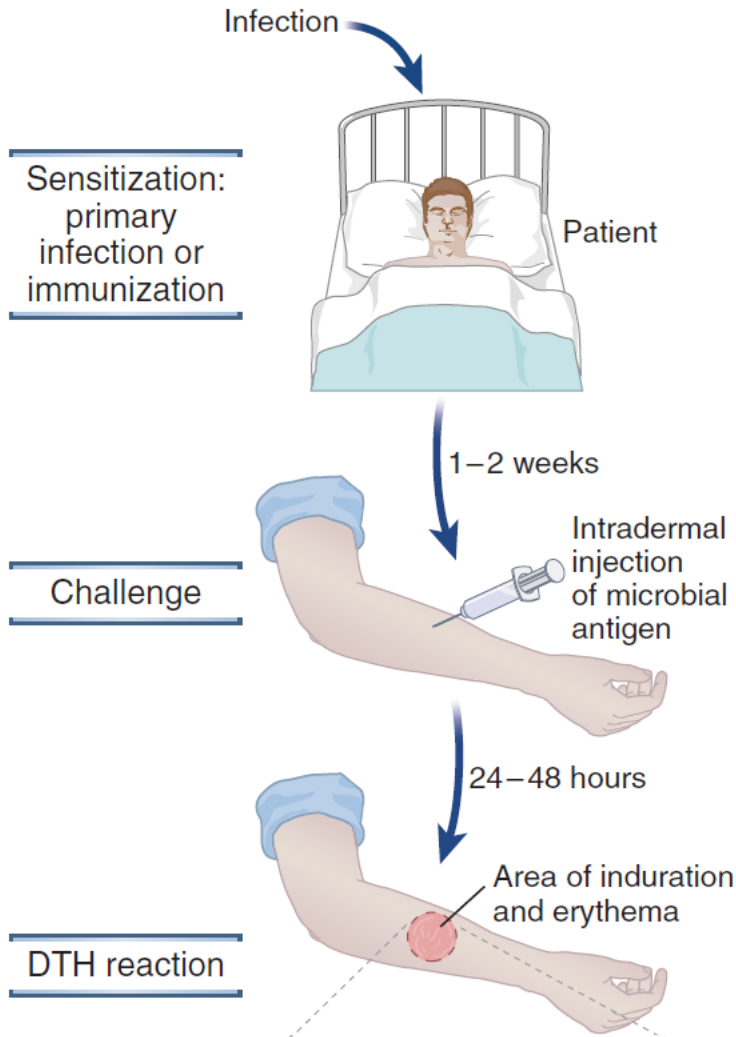 Infection
Sensitization:
primary
infection or
immunization
Patient
1–2 weeks
Intradermal
injection
of microbial
antigen
Challenge
24–48 hours
Area of induration
and erythema
DTH reaction